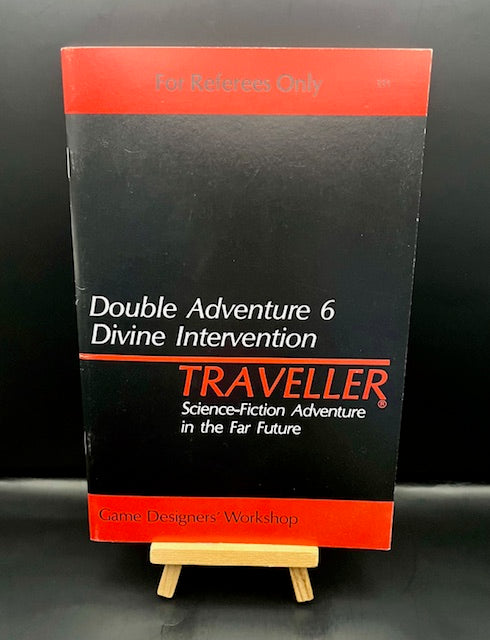 For Referees Only
Double Adventure 6
Divine Intervention
TRAVELLER®
Science-Fiction Adventure
in the Far Future
Game Designers' Workshop